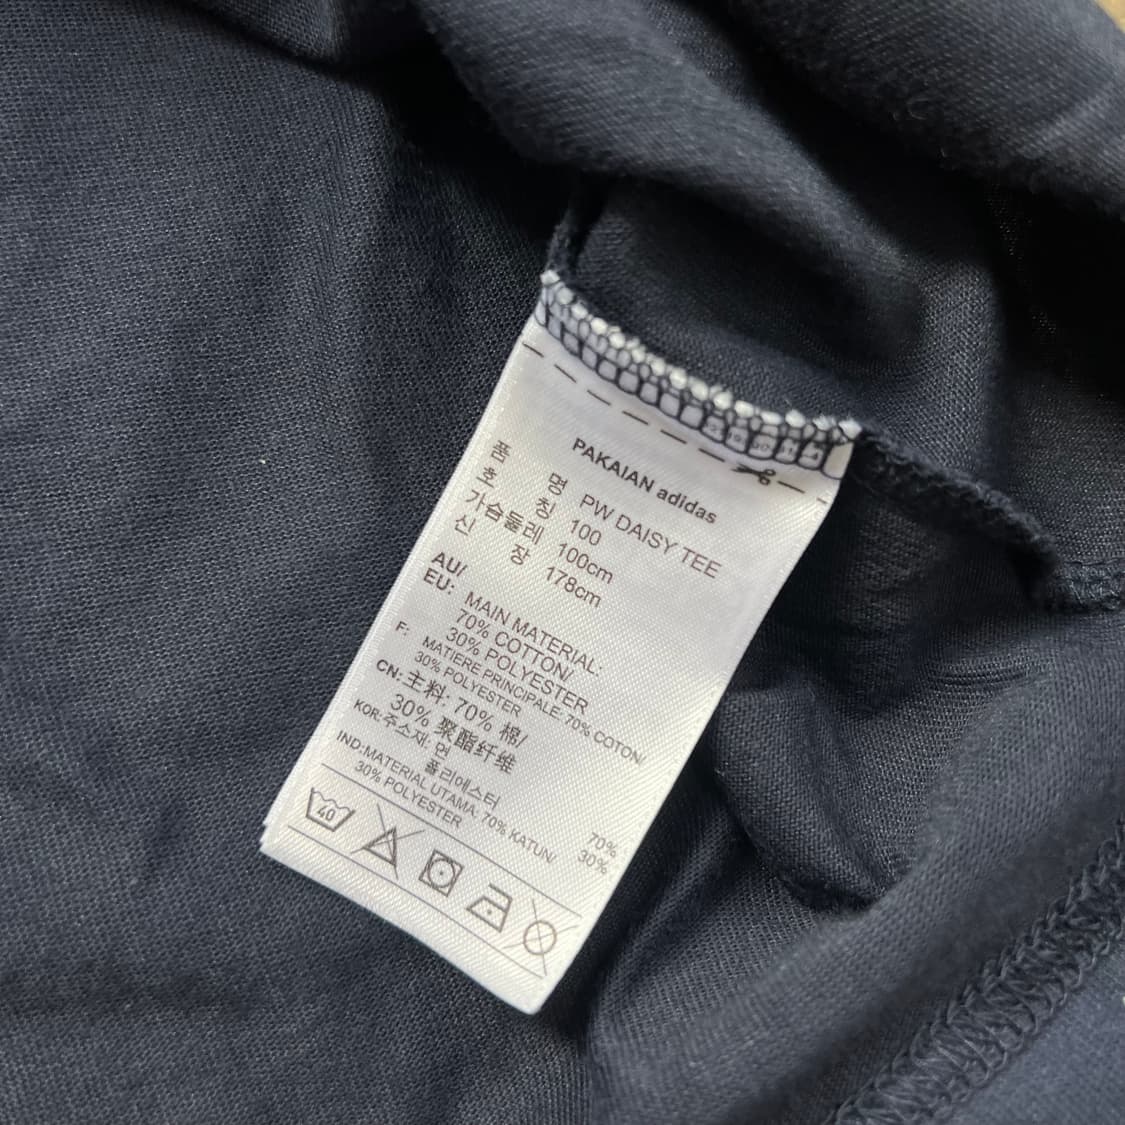 PAKAIAN adidas
품 명 PW DAISY TEE
호 칭 100
가슴둘레 100cm
신 장 178cm
AU/
EU: MAIN MATERIAL:
70% COTTON/
30% POLYESTER
F: MATIERE PRINCIPALE: 70% COTON/
30% POLYESTER
CN: 主料: 70% 棉/
30% 聚酯纤维
KOR: 주소재: 면 70%
폴리에스터 30%
IND: MATERIAL UTAMA: 70% KATUN/
30% POLYESTER
40